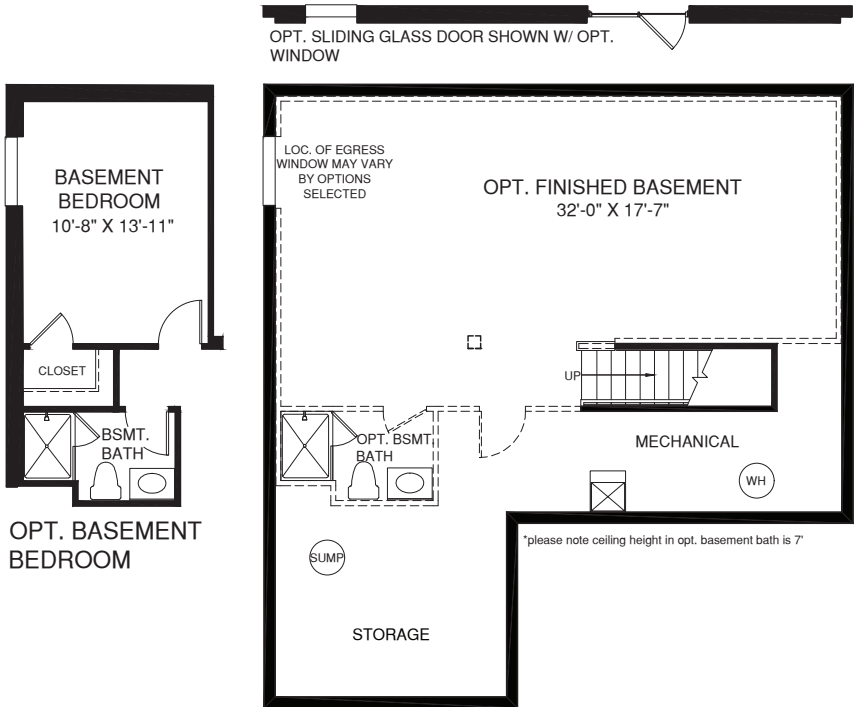 OPT. SLIDING GLASS DOOR SHOWN W/ OPT.
WINDOW
LOC. OF EGRESS
WINDOW MAY VARY
BY OPTIONS
SELECTED
OPT. FINISHED BASEMENT
32'-0" X 17'-7"
BASEMENT
BEDROOM
10'-8" X 13'-11"
CLOSET
BSMT.
BATH
OPT. BASEMENT
BEDROOM
UP
OPT. BSMT.
BATH
MECHANICAL
WH
*please note ceiling height in opt. basement bath is 7'
SUMP
STORAGE